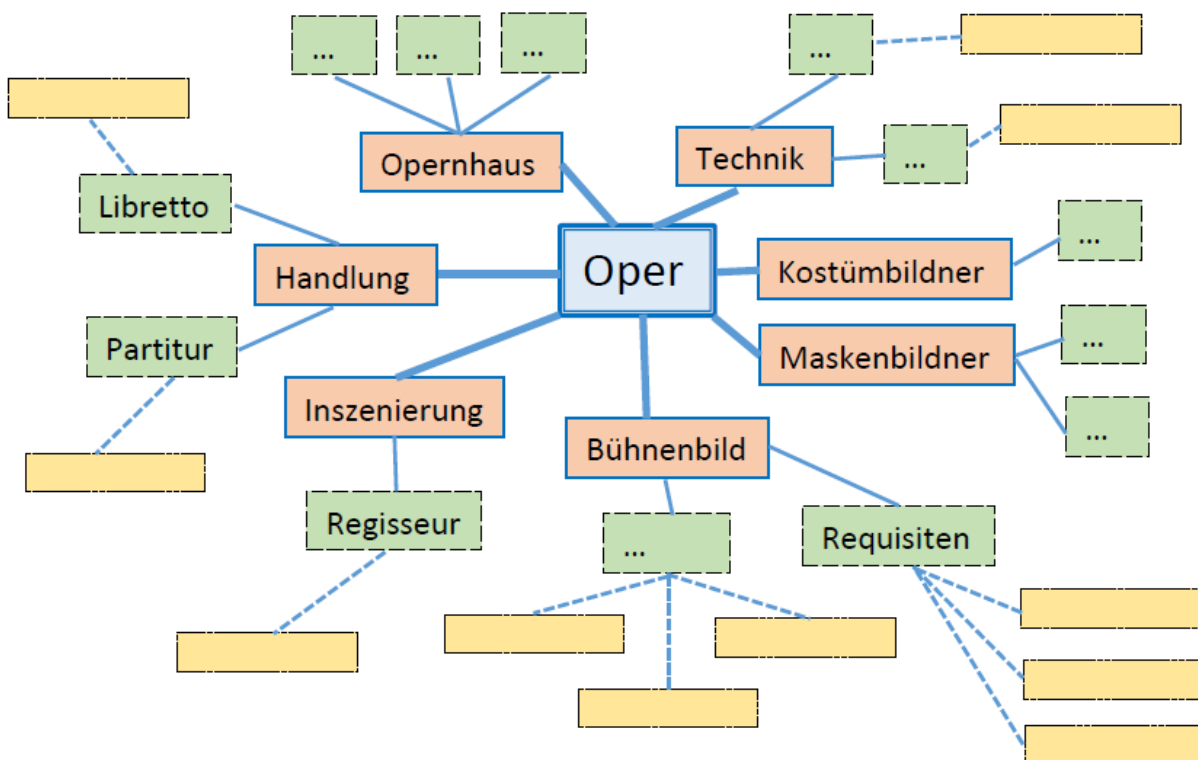 ...
...
...
...
Opernhaus
Technik
...
Libretto
...
Oper
Handlung
Kostümbildner
Partitur
...
Maskenbildner
Inszenierung
...
Bühnenbild
Regisseur
...
Requisiten